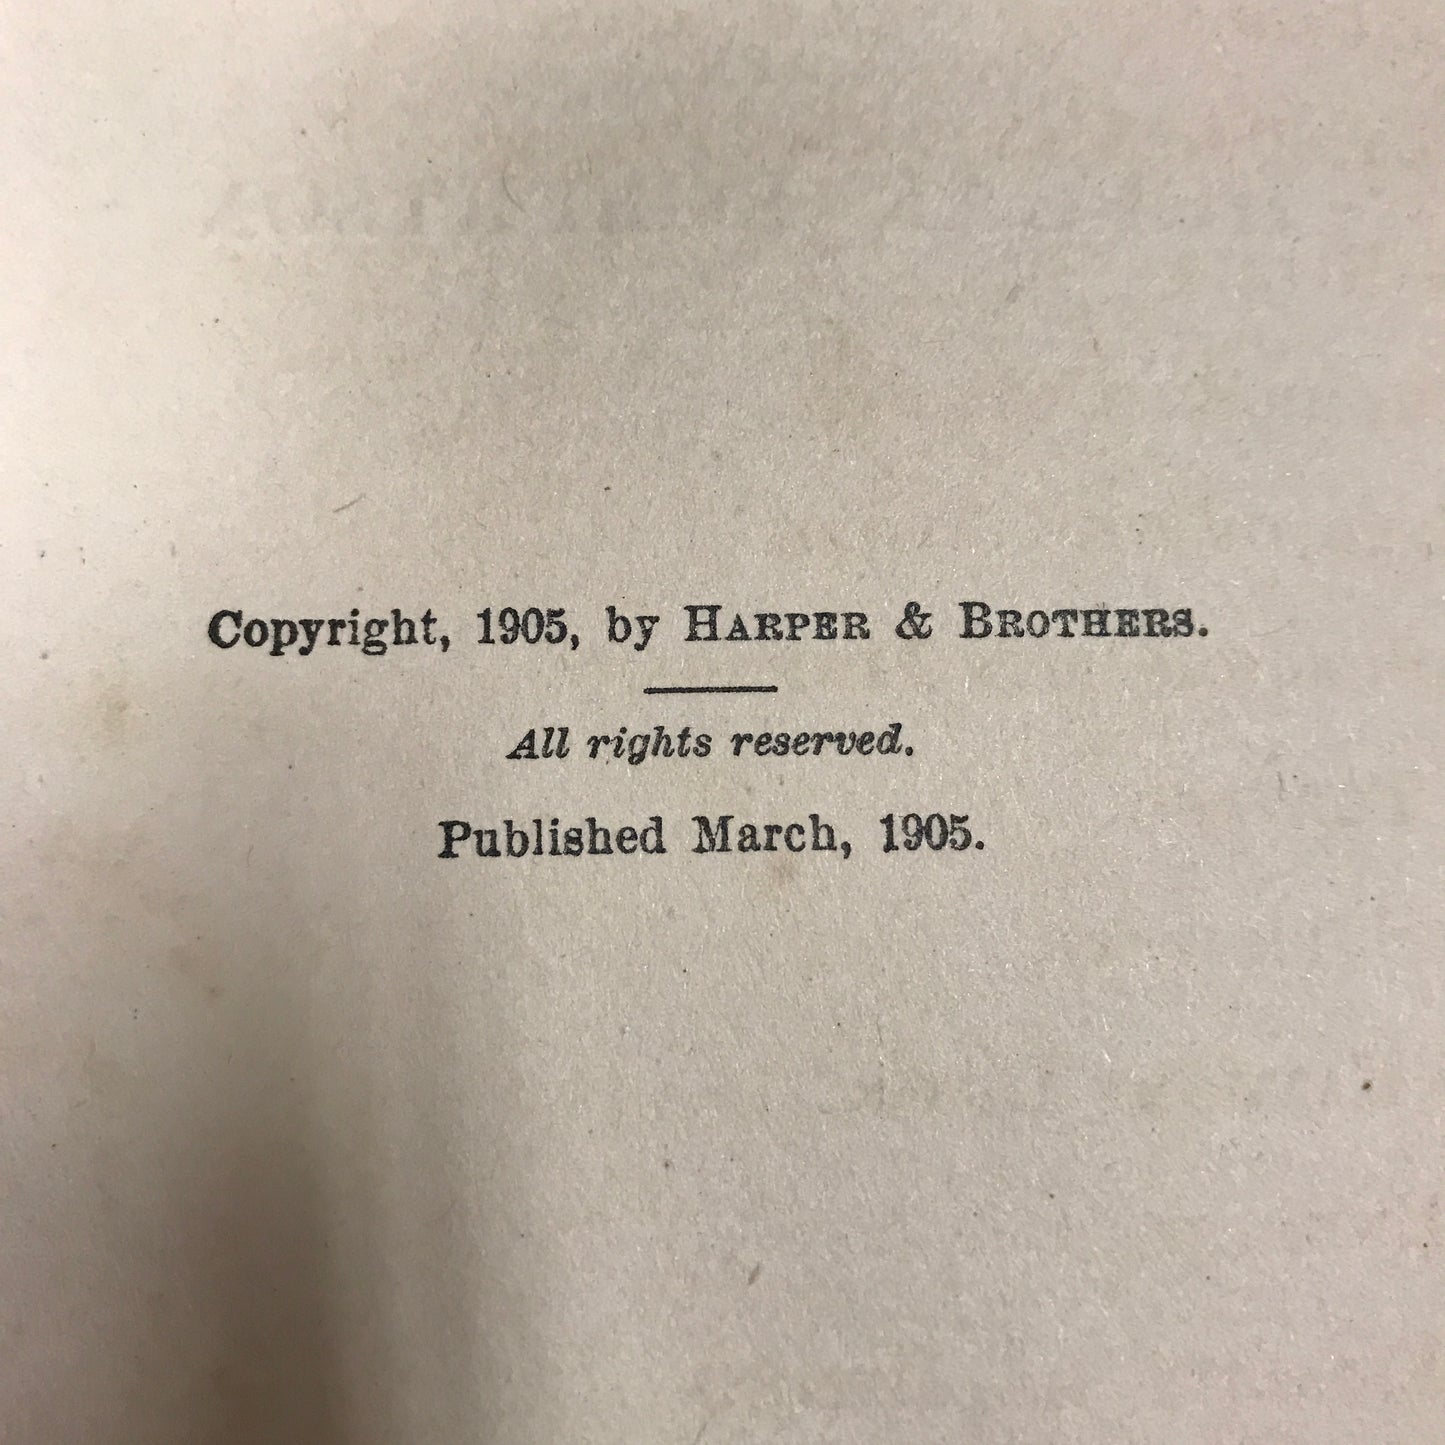 Copyright, 1905, by HARPER & BROTHERS.
All rights reserved.
Published March, 1905.